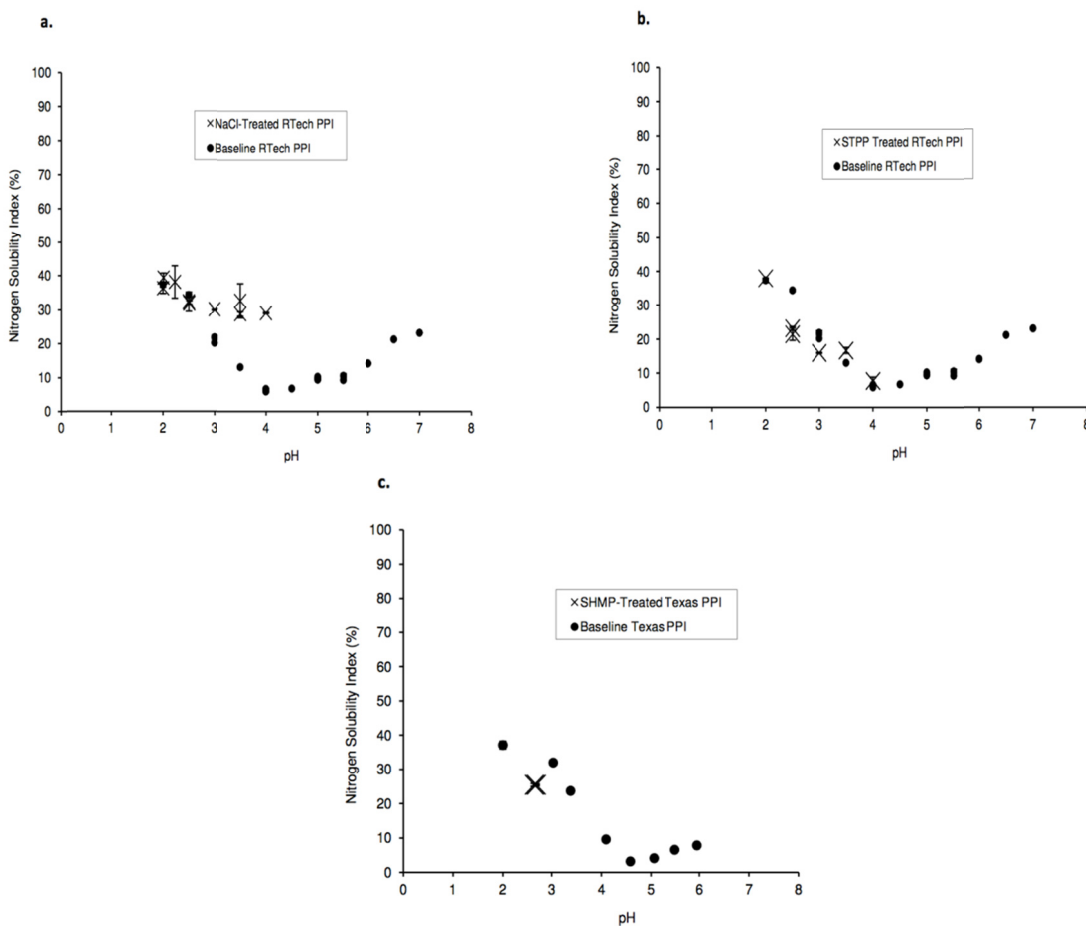 a.
Nitrogen Solubility Index (%)
100
90
80
70
60
50
40
30
20
10
0
NaCl-Treated RTech PPI
Baseline RTech PPI
0 1 2 3 4 5 6 7 8
pH
b.
Nitrogen Solubility Index (%)
100
90
80
70
60
50
40
30
20
10
0
STPP Treated RTech PPI
Baseline RTech PPI
0 1 2 3 4 5 6 7 8
pH
c.
Nitrogen Solubility Index (%)
100
90
80
70
60
50
40
30
20
10
0
SHMP-Treated Texas PPI
Baseline Texas PPI
0 1 2 3 4 5 6 7 8
pH